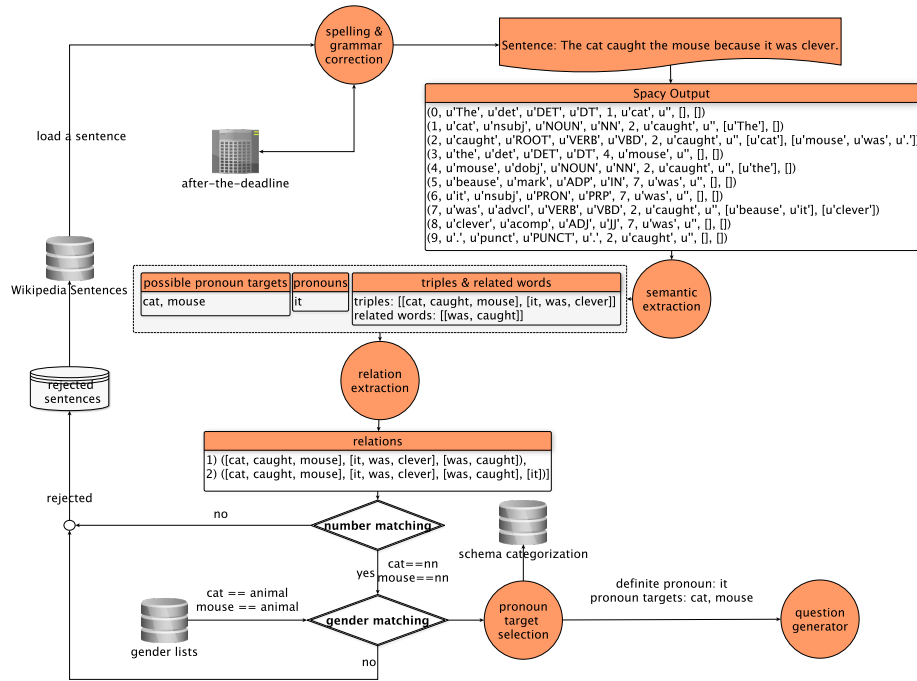 spelling &
grammar
correction
Sentence: The cat caught the mouse because it was clever.
Spacy Output
(0, u'The', u'det', u'DET', u'DT', 1, u'cat', u'', [], [])
(1, u'cat', u'nsubj', u'NOUN', u'NN', 2, u'caught', u'', [u'The'], [])
(2, u'caught', u'ROOT', u'VERB', u'VBD', 2, u'caught', u'', [u'cat'], [u'mouse', u'was', u'.'])
(3, u'the', u'det', u'DET', u'DT', 4, u'mouse', u'', [], [])
(4, u'mouse', u'dobj', u'NOUN', u'NN', 2, u'caught', u'', [u'the'], [])
(5, u'beause', u'mark', u'ADP', u'IN', 7, u'was', u'', [], [])
(6, u'it', u'nsubj', u'PRON', u'PRP', 7, u'was', u'', [], [])
(7, u'was', u'advcl', u'VERB', u'VBD', 2, u'caught', u'', [u'beause', u'it'], [u'clever'])
(8, u'clever', u'acomp', u'ADJ', u'JJ', 7, u'was', u'', [], [])
(9, u'.', u'punct', u'PUNCT', u'.', 2, u'caught', u'', [], [])
load a sentence
after-the-deadline
Wikipedia Sentences
possible pronoun targets
cat, mouse
pronouns
it
triples & related words
triples: [[cat, caught, mouse], [it, was, clever]]
related words: [[was, caught]]
semantic
extraction
relation
extraction
rejected
sentences
relations
1) ([cat, caught, mouse], [it, was, clever], [was, caught]),
2) ([cat, caught, mouse], [it, was, clever], [was, caught], [it])]
rejected
no
number matching
schema categorization
yes
cat==nn
mouse==nn
cat == animal
mouse == animal
gender lists
gender matching
no
pronoun
target
selection
definite pronoun: it
pronoun targets: cat, mouse
question
generator